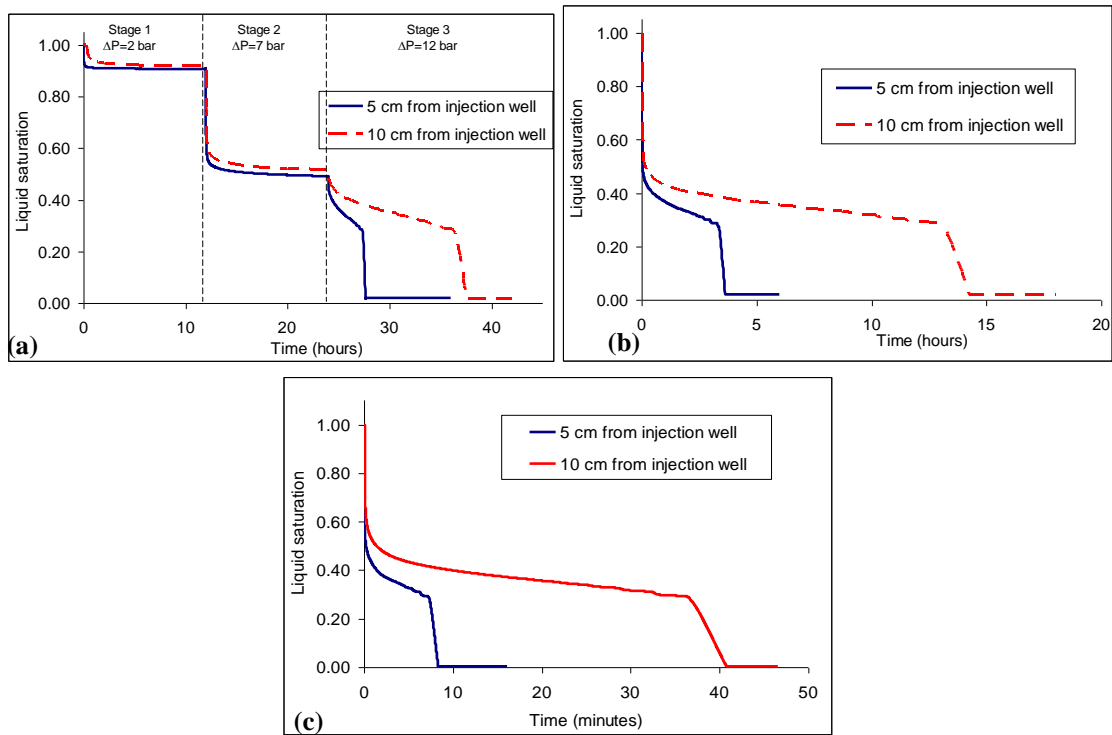 Stage 1 Stage 2 Stage 3
ΔP=2 bar ΔP=7 bar ΔP=12 bar
1.00
0.80
0.60
0.40
0.20
0.00
Liquid saturation
5 cm from injection well
10 cm from injection well
0 10 20 30 40
Time (hours)
(a)
1.00
0.80
0.60
0.40
0.20
0.00
Liquid saturation
5 cm from injection well
10 cm from injection well
0 5 10 15 20
Time (hours)
(b)
1.00
0.80
0.60
0.40
0.20
0.00
Liquid saturation
5 cm from injection well
10 cm from injection well
0 10 20 30 40 50
Time (minutes)
(c)